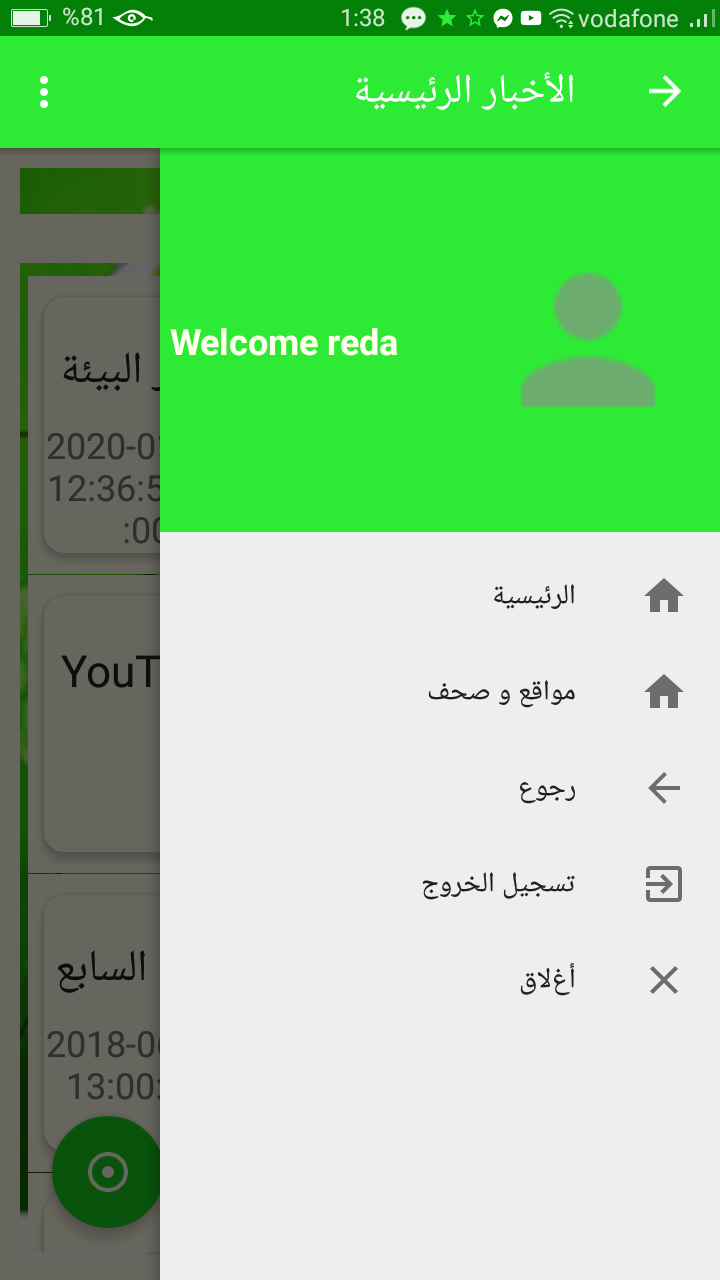 %81
1:38
vodafone
الأخبار الرئيسية
Welcome reda
الرئيسية
مواقع و صحف
رجوع
تسجيل الخروج
أغلاق
البيئة
2020-0
12:36:5
:00
YouT
السابع
2018-0
13:00: